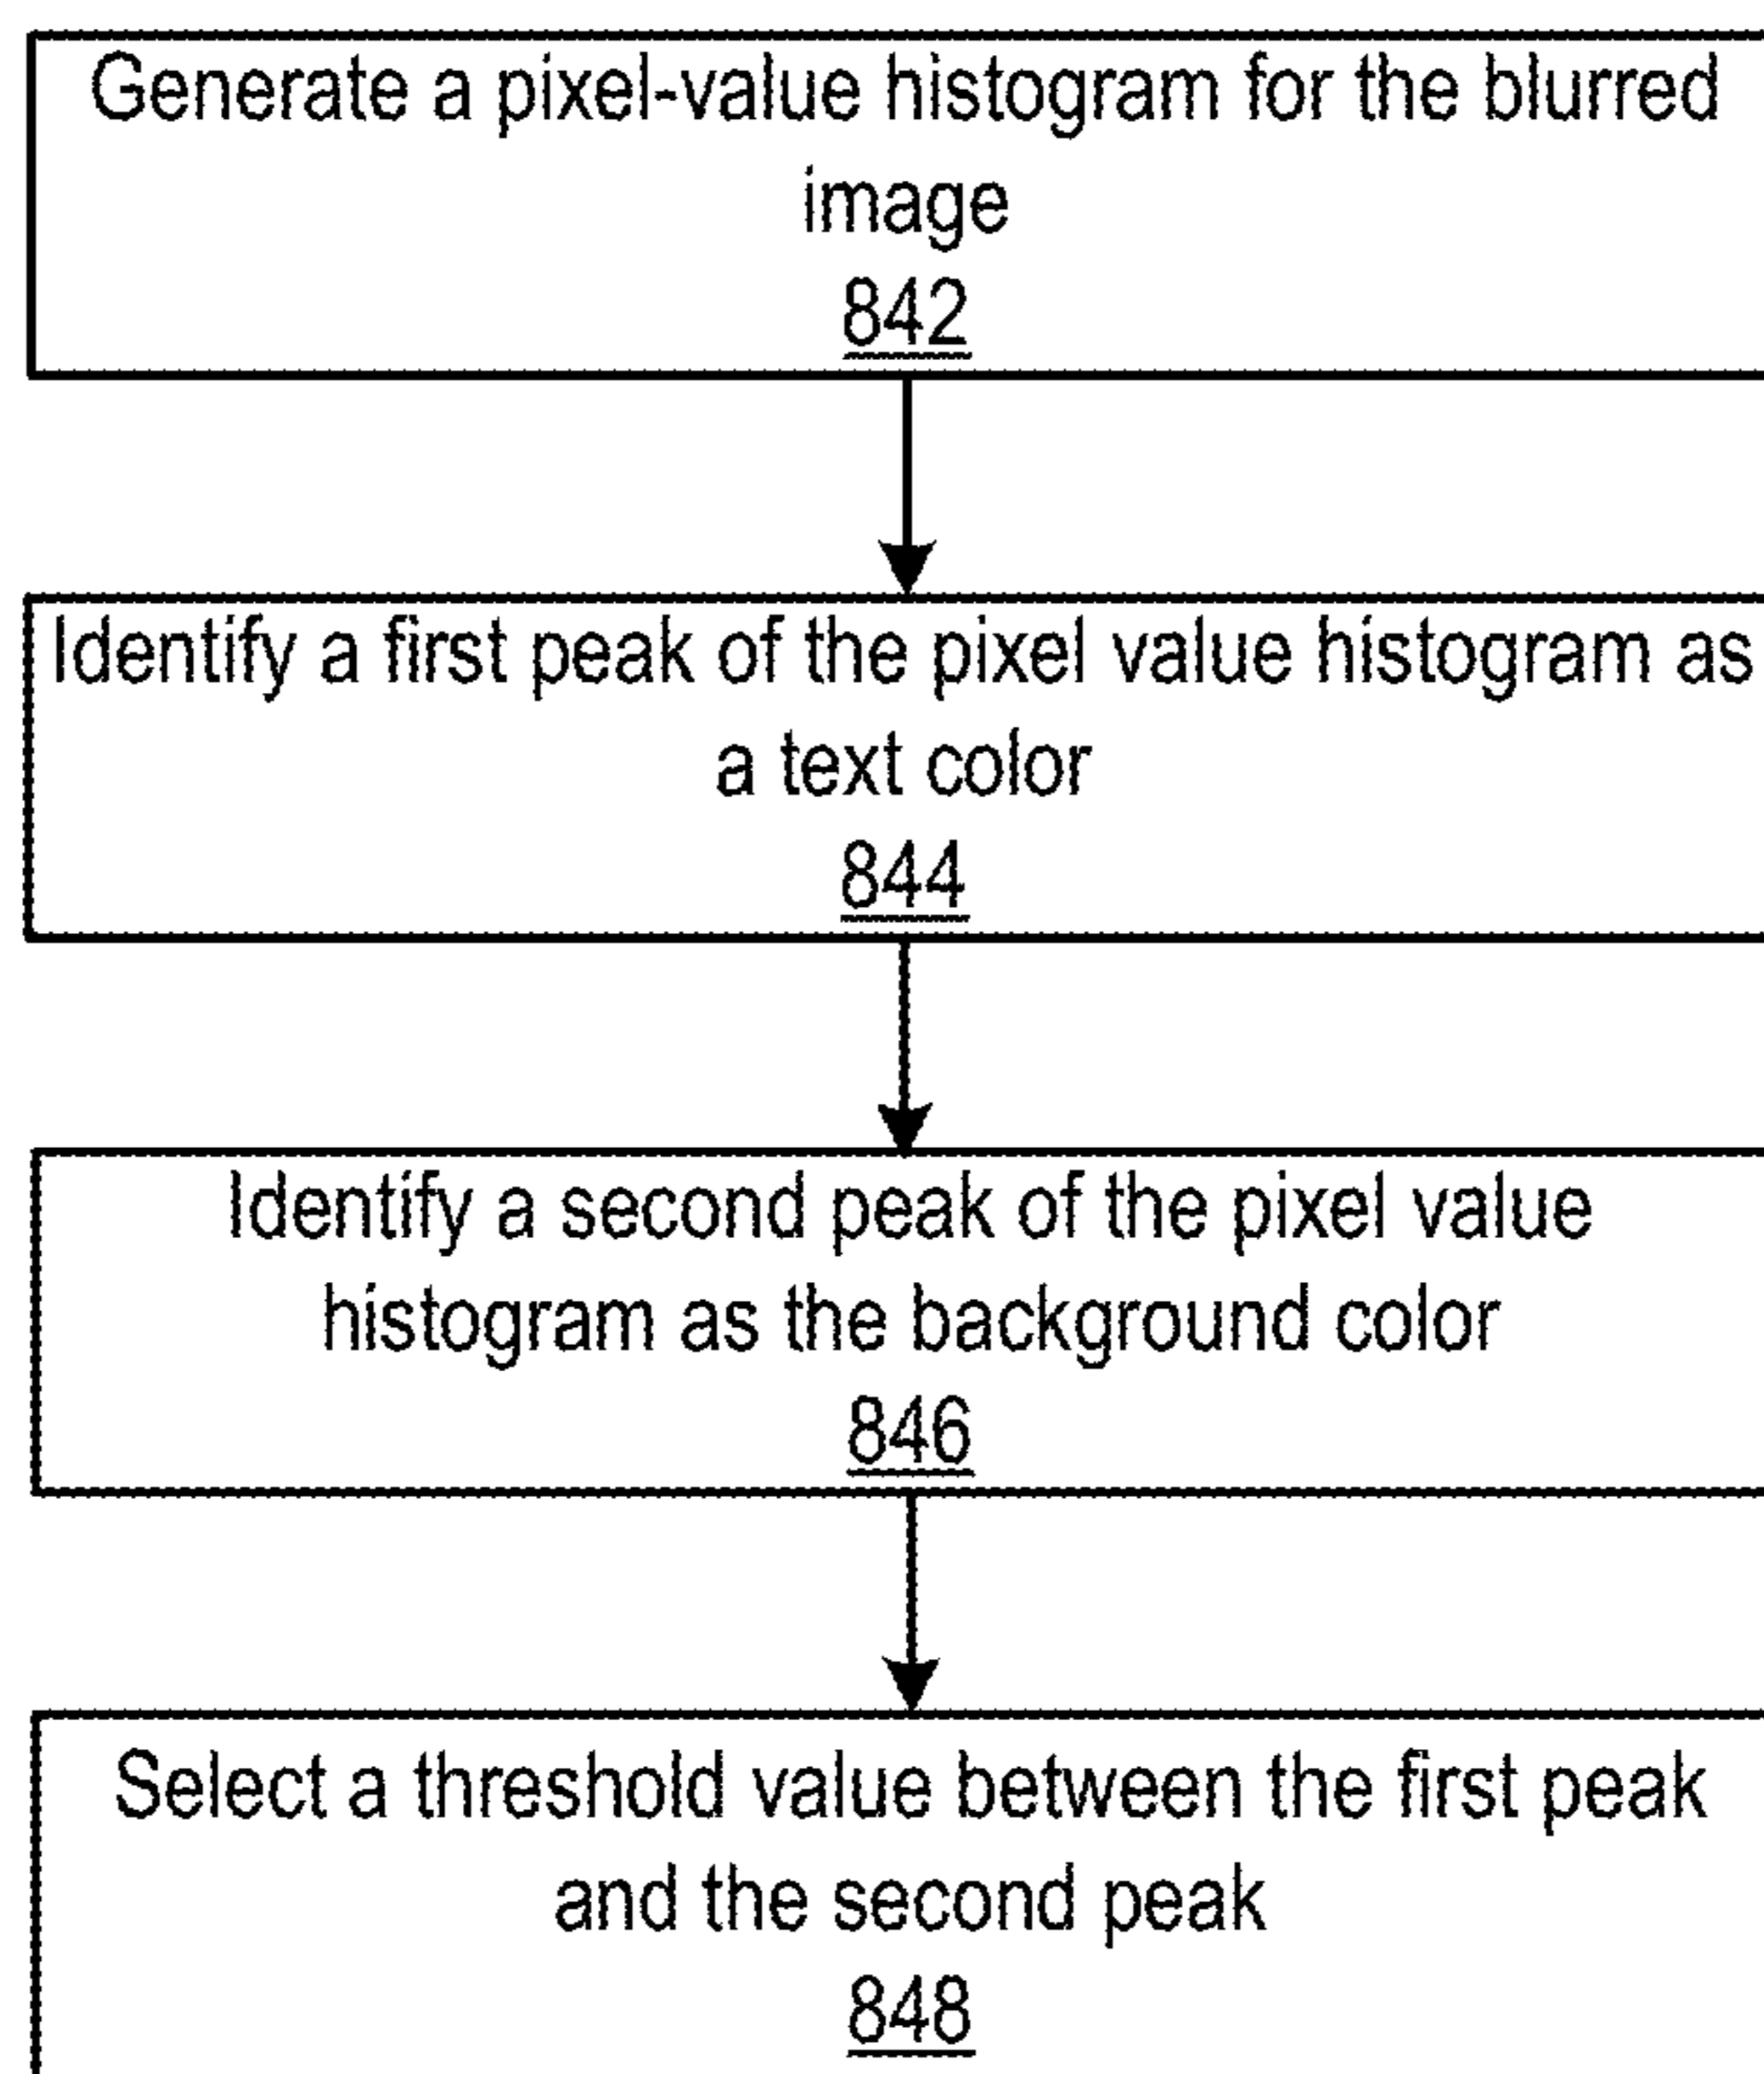 Generate a pixel-value histogram for the blurred
image
842
Identify a first peak of the pixel value histogram as
a text color
844
Identify a second peak of the pixel value
histogram as the background color
846
Select a threshold value between the first peak
and the second peak
848